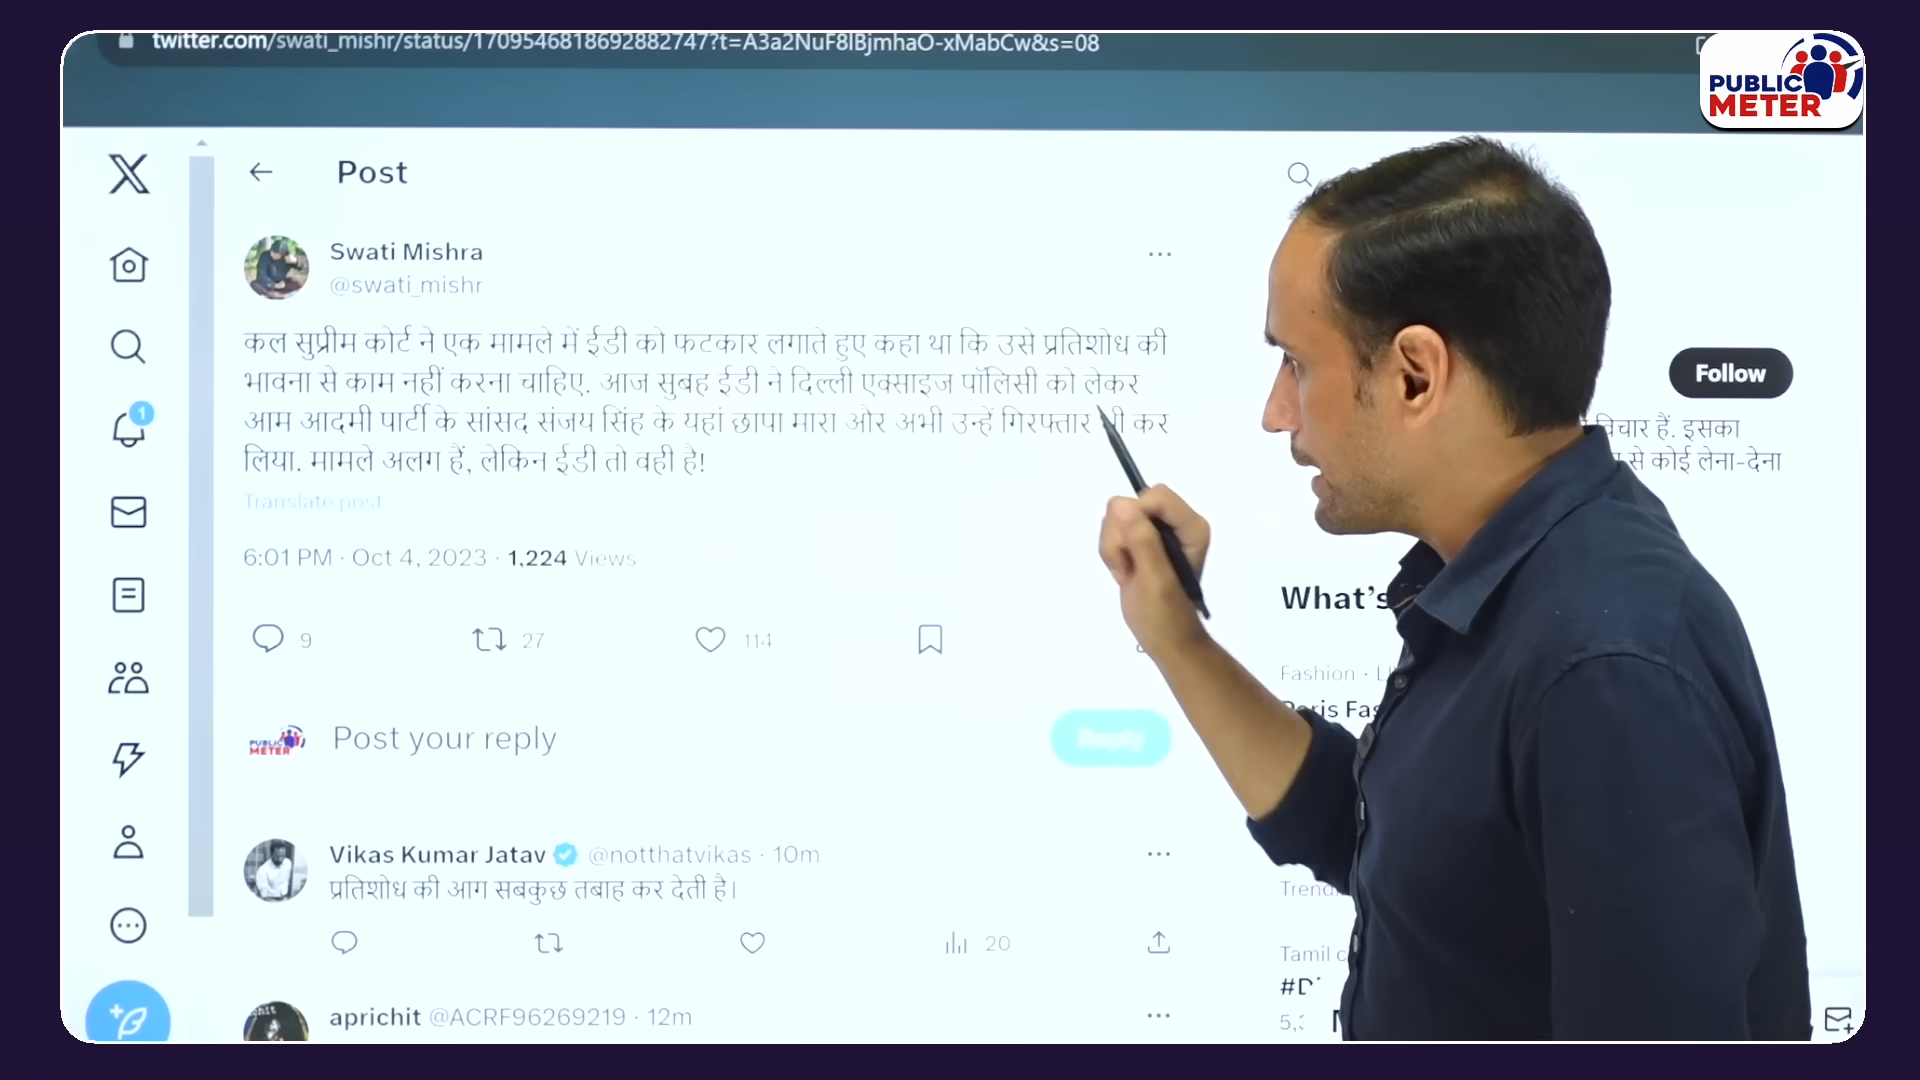 twitter.com/swati_mishr/status/1709546818692882747?t=A3a2NuF8lBjmhaO-xMabCw&s=08
PUBLIC
METER
Post
Swati Mishra
@swati_mishr
कल सुप्रीम कोर्ट ने एक मामले में ईडी को फटकार लगाते हुए कहा था कि उसे प्रतिशोध की
भावना से काम नहीं करना चाहिए. आज सुबह ईडी ने दिल्ली एक्साइज पॉलिसी को लेकर
आम आदमी पार्टी के सांसद संजय सिंह के यहां छापा मारा और अभी उन्हें गिरफ्तार भी कर
लिया. मामले अलग हैं, लेकिन ईडी तो वही है!
Translate post
6:01 PM · Oct 4, 2023 · 1,224 Views
9 27 114
PUBLIC
METER
Post your reply
Reply
Vikas Kumar Jatav @notthatvikas · 10m
प्रतिशोध की आग सबकुछ तबाह कर देती है।
20
aprichit @ACRF96269219 · 12m
1
Follow
विचार हैं. इसका
से कोई लेना-देना
What's
Fashion ·
Paris
Tamil